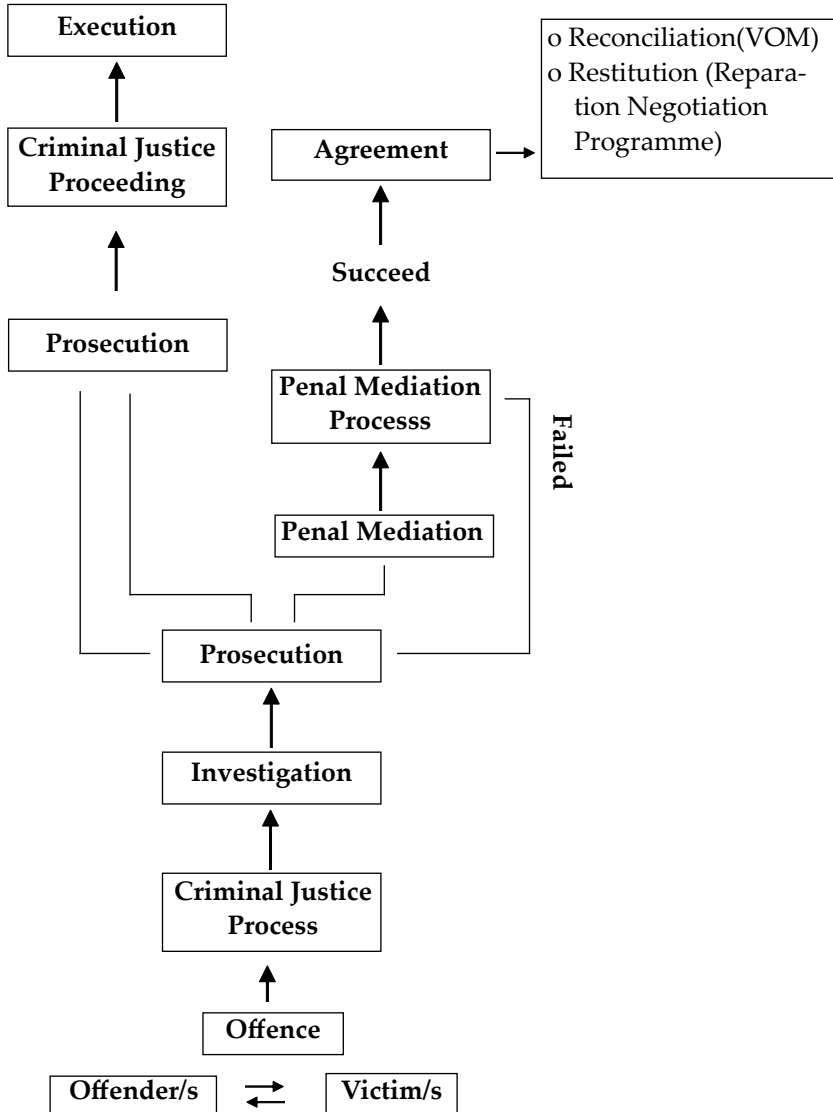 Execution
o Reconciliation(VOM)
o Restitution (Repara-
tion Negotiation
Programme)
Criminal Justice
Proceeding
Agreement
Succeed
Prosecution
Penal Mediation
Processs
Failed
Penal Mediation
Prosecution
Investigation
Criminal Justice
Process
Offence
Offender/s
Victim/s